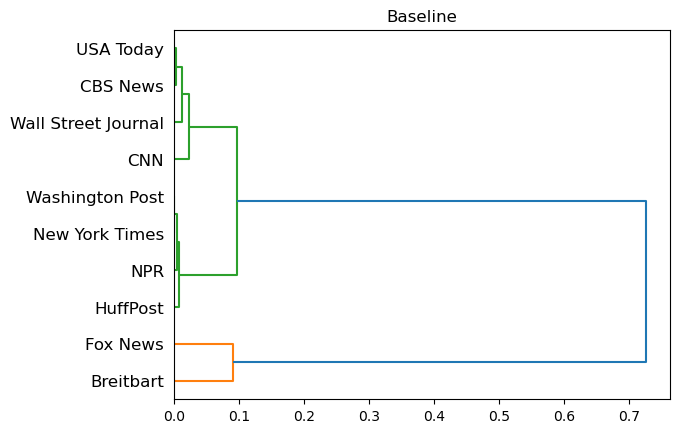 Baseline
USA Today
CBS News
Wall Street Journal
CNN
Washington Post
New York Times
NPR
HuffPost
Fox News
Breitbart
0.0 0.1 0.2 0.3 0.4 0.5 0.6 0.7